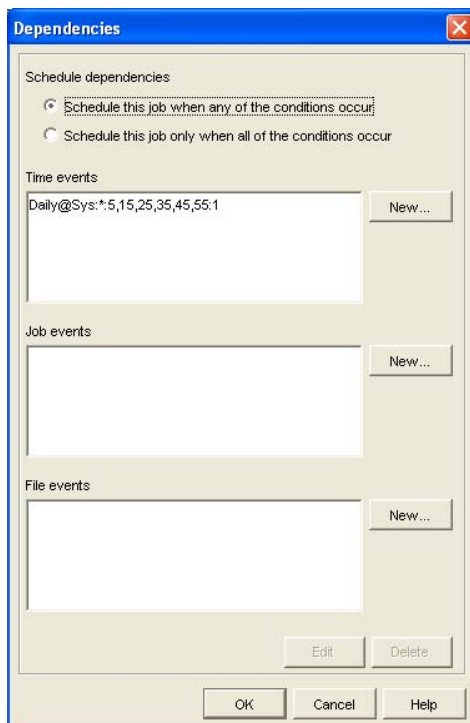 Dependencies
Schedule dependencies
Schedule this job when any of the conditions occur
Schedule this job only when all of the conditions occur
Time events
Daily@Sys:*:5,15,25,35,45,55:1
New...
Job events
New...
File events
New...
Edit
Delete
OK
Cancel
Help